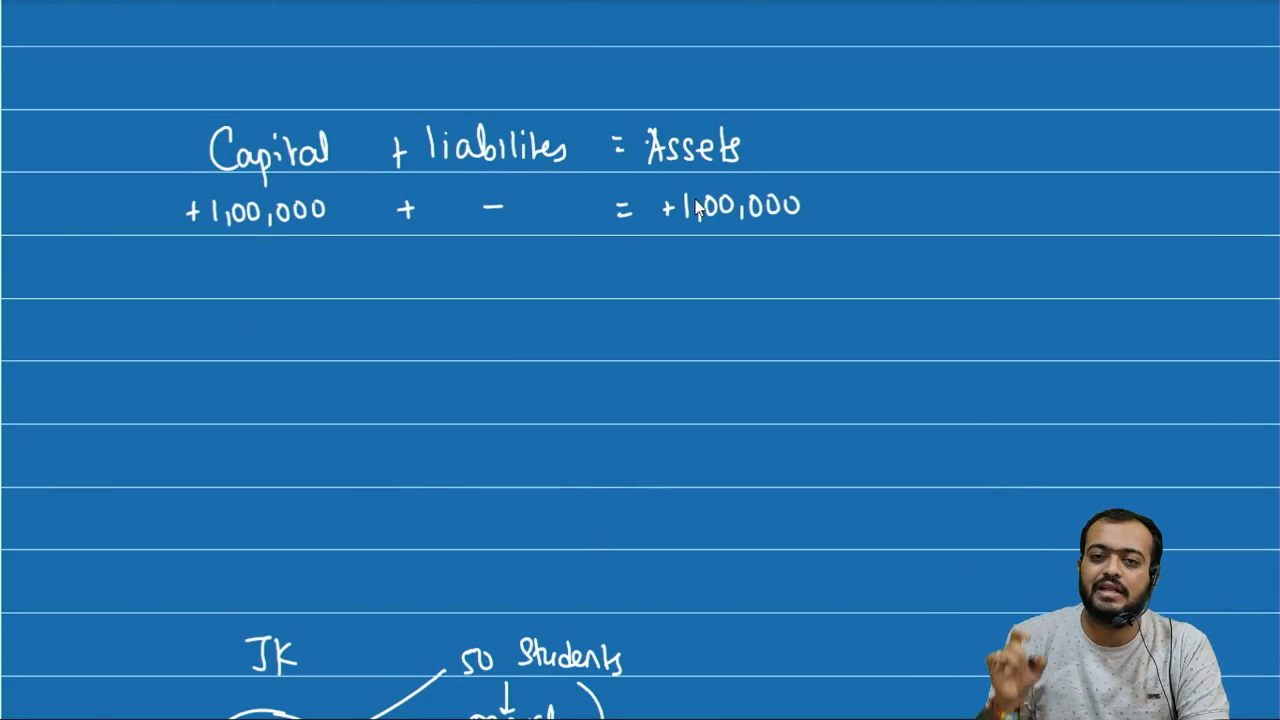 Capital + liabilites = Assets
+1,00,000 + - = +1,00,000
JK 50 Students